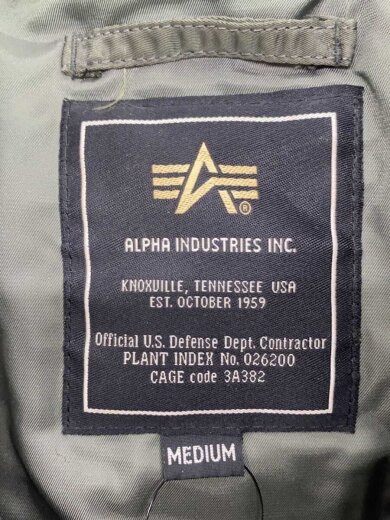 ®
ALPHA INDUSTRIES INC.
KNOXVILLE, TENNESSEE USA
EST. OCTOBER 1959
Official U.S. Defense Dept. Contractor
PLANT INDEX No. 026200
CAGE code 3A382
MEDIUM